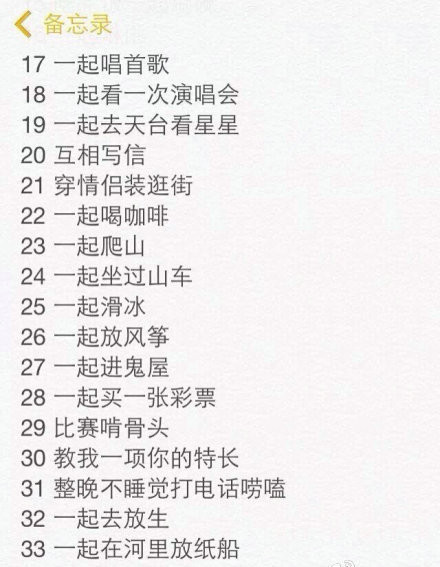 备忘录
17 一起唱首歌
18 一起看一次演唱会
19 一起去天台看星星
20 互相写信
21 穿情侣装逛街
22 一起喝咖啡
23 一起爬山
24 一起坐过山车
25 一起滑冰
26 一起放风筝
27 一起进鬼屋
28 一起买一张彩票
29 比赛啃骨头
30 教我一项你的特长
31 整晚不睡觉打电话唠嗑
32 一起去放生
33 一起在河里放纸船